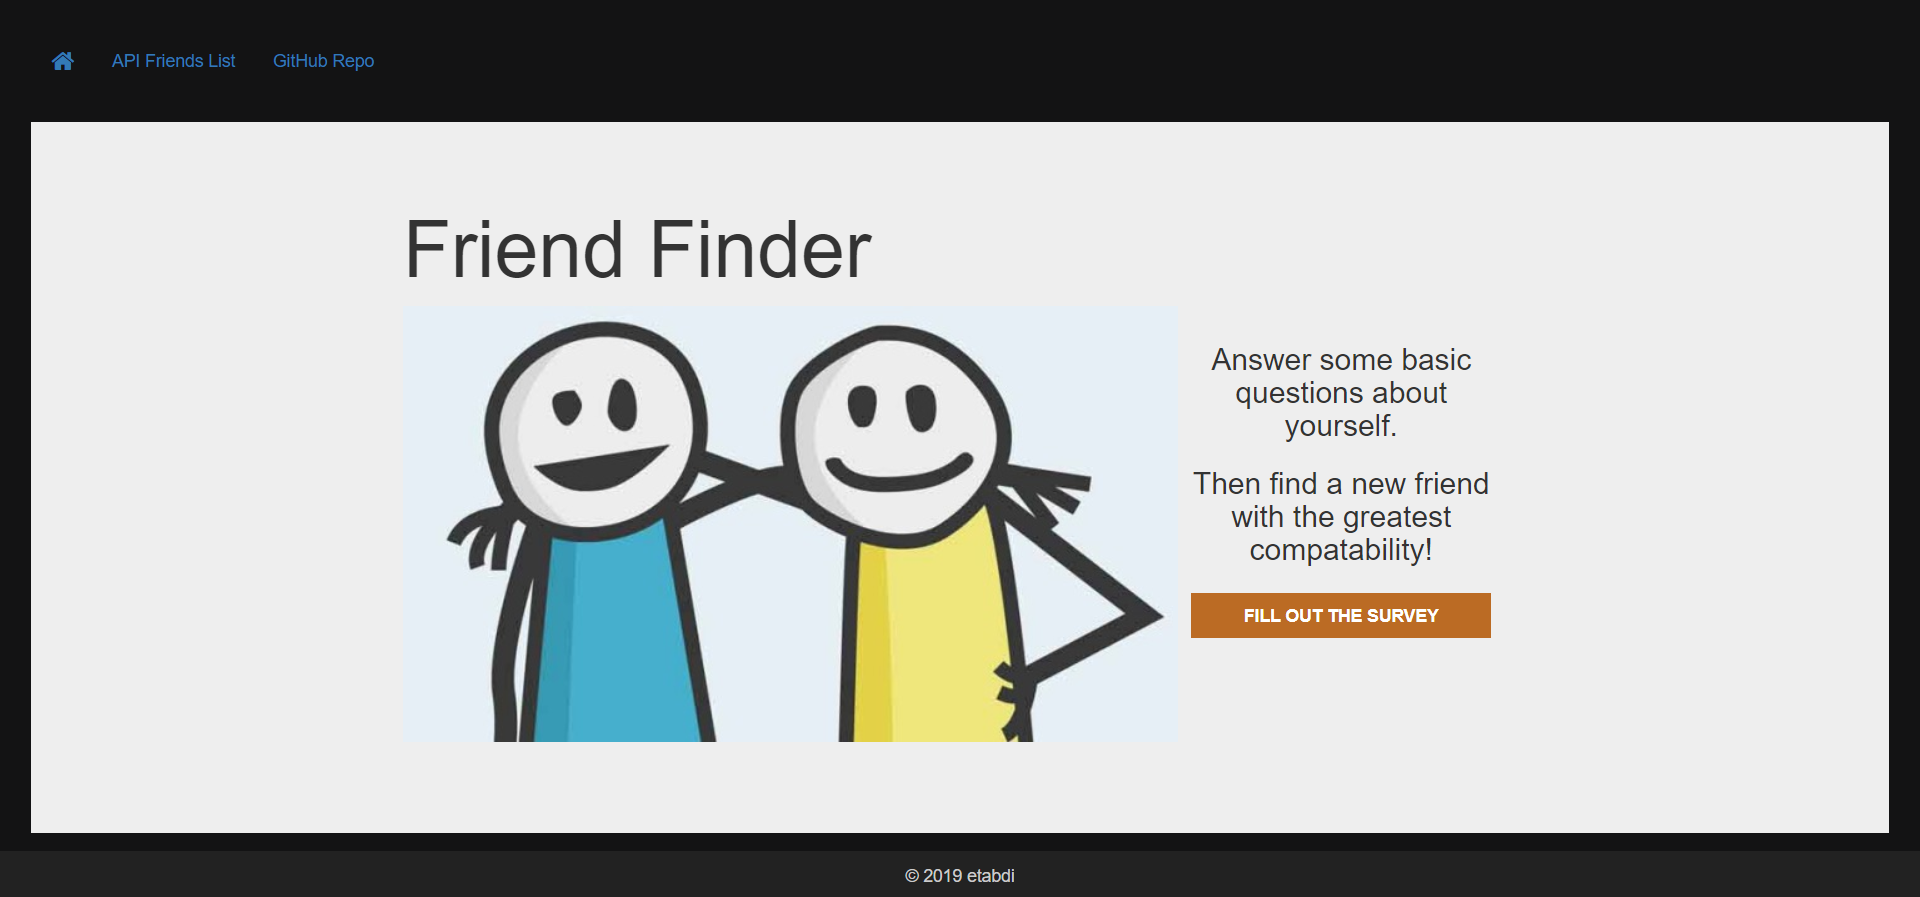 API Friends List
GitHub Repo
Friend Finder
Answer some basic
questions about
yourself.
Then find a new friend
with the greatest
compatability!
FILL OUT THE SURVEY
© 2019 etabdi